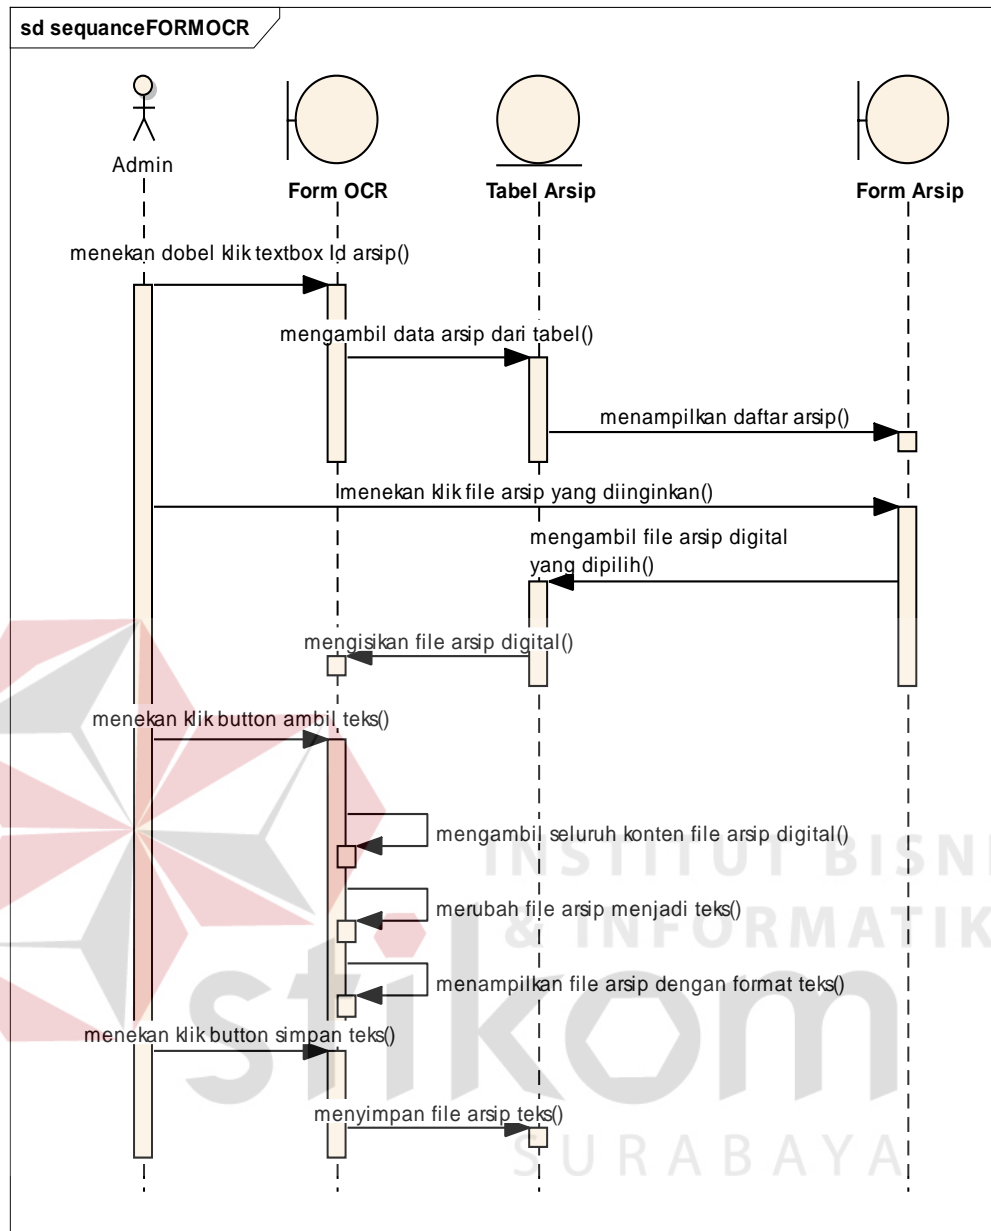 sd sequanceFORMOCR
Admin
Form OCR
Tabel Arsip
Form Arsip
menekan dobel klik textbox Id arsip()
mengambil data arsip dari tabel()
menampilkan daftar arsip()
menekan klik file arsip yang diinginkan()
mengambil file arsip digital
yang dipilih()
mengisikan file arsip digital()
menekan klik button ambil teks()
mengambil seluruh konten file arsip digital()
INSTITUT BISNI
merubah file arsip menjadi teks()
& INFORMATIK
menampilkan file arsip dengan format teks()
stikom
menekan klik button simpan teks()
menyimpan file arsip teks()
SURABAYA